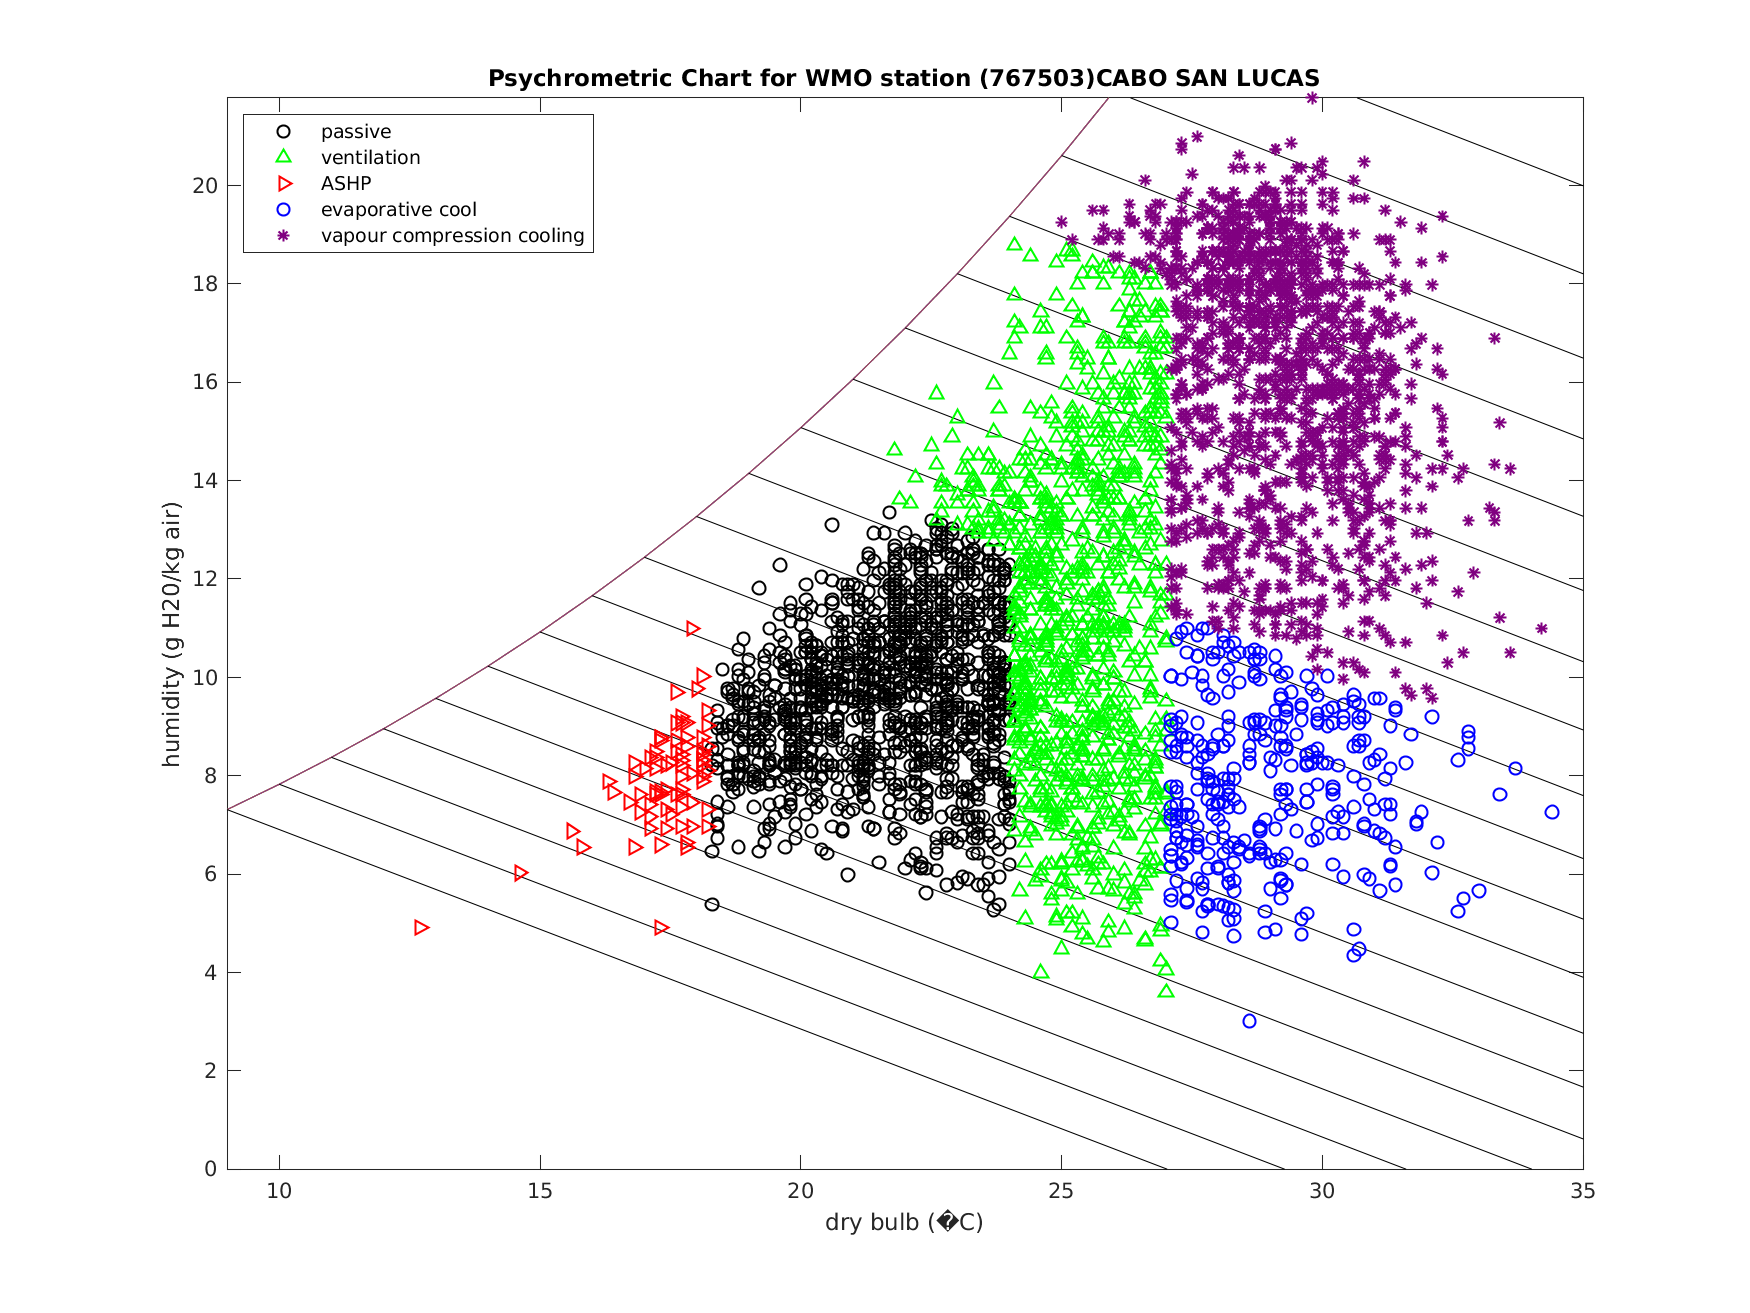 Psychrometric Chart for WMO station (767503)CABO SAN LUCAS
passive
ventilation
ASHP
evaporative cool
vapour compression cooling
humidity (g H20/kg air)
20
18
16
14
12
10
8
6
4
2
0
10 15 20 25 30 35
dry bulb (�C)